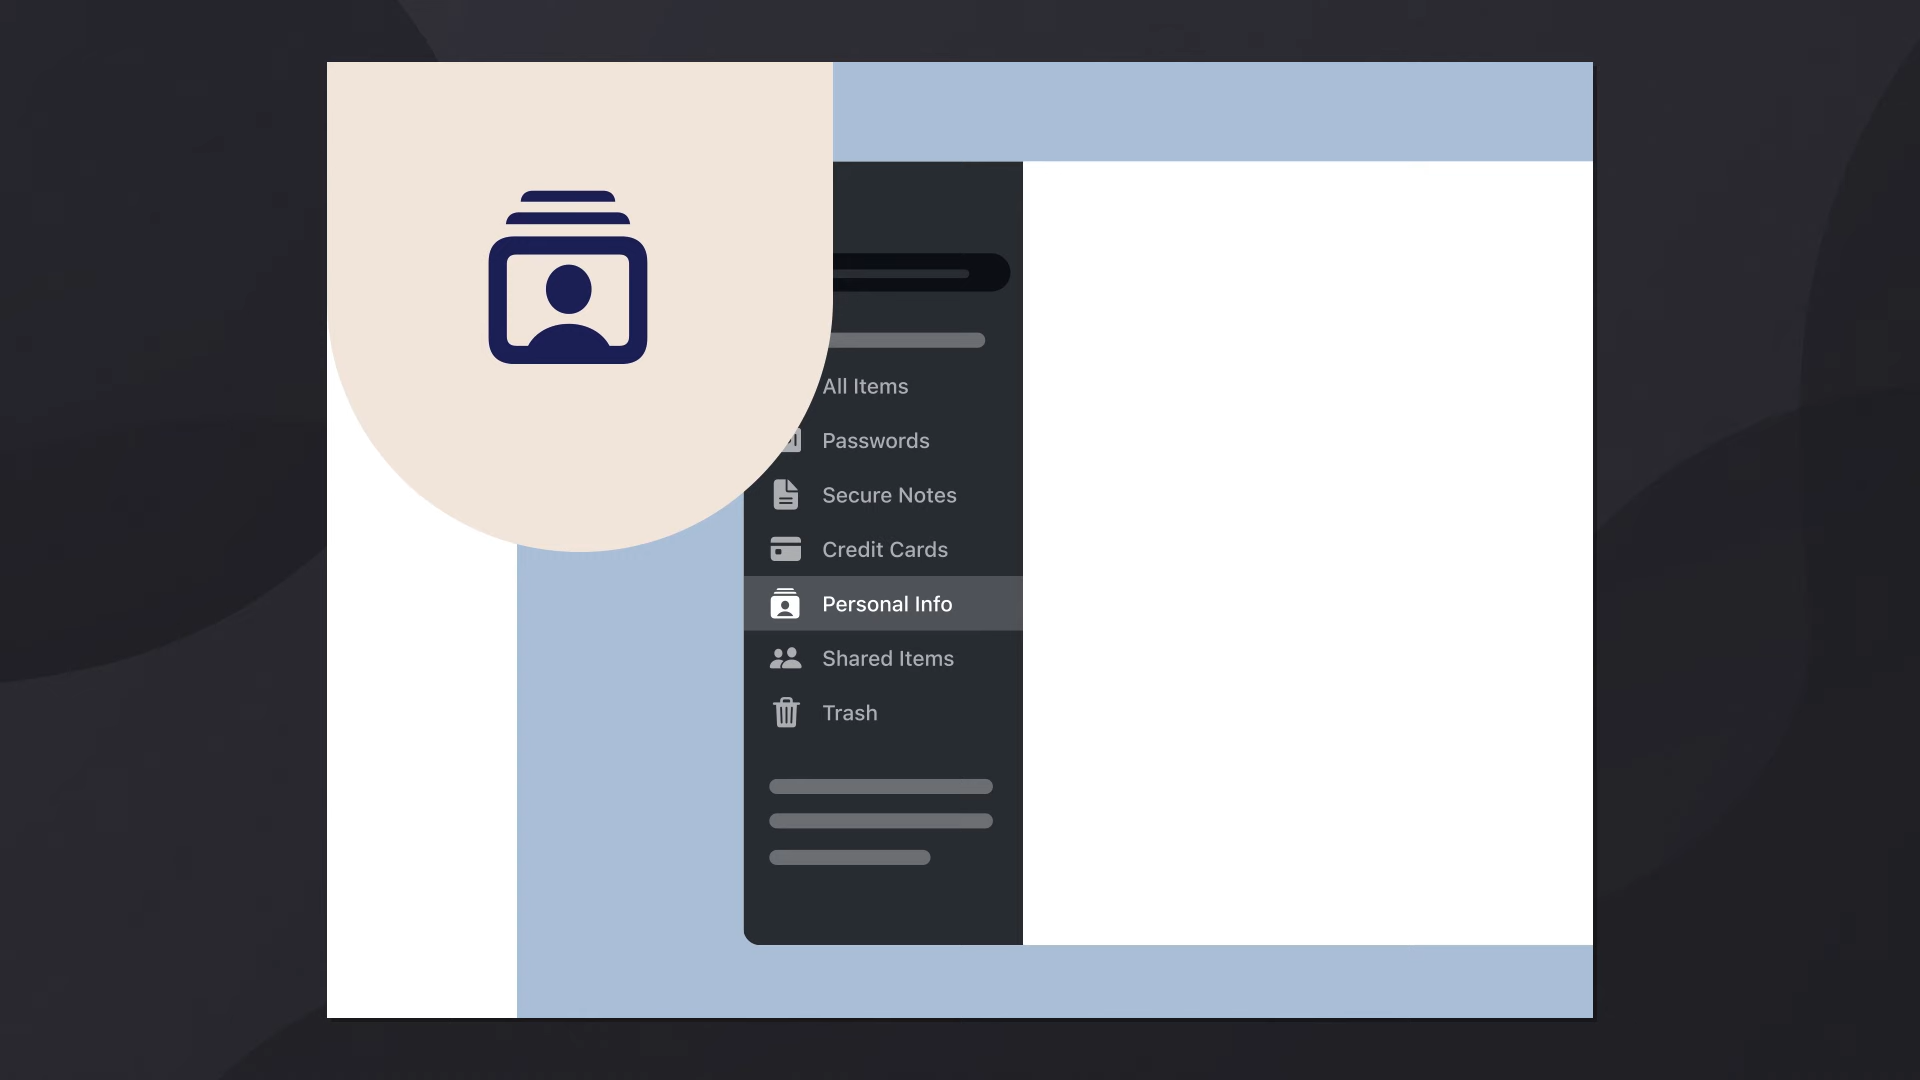 All Items
Passwords
Secure Notes
Credit Cards
Personal Info
Shared Items
Trash